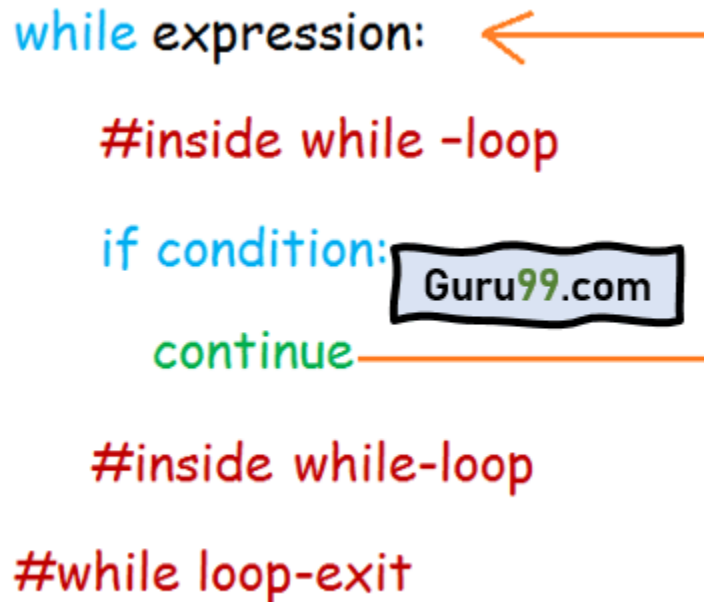 while expression:
#inside while -loop
if condition:
Guru99.com
continue
#inside while-loop
#while loop-exit